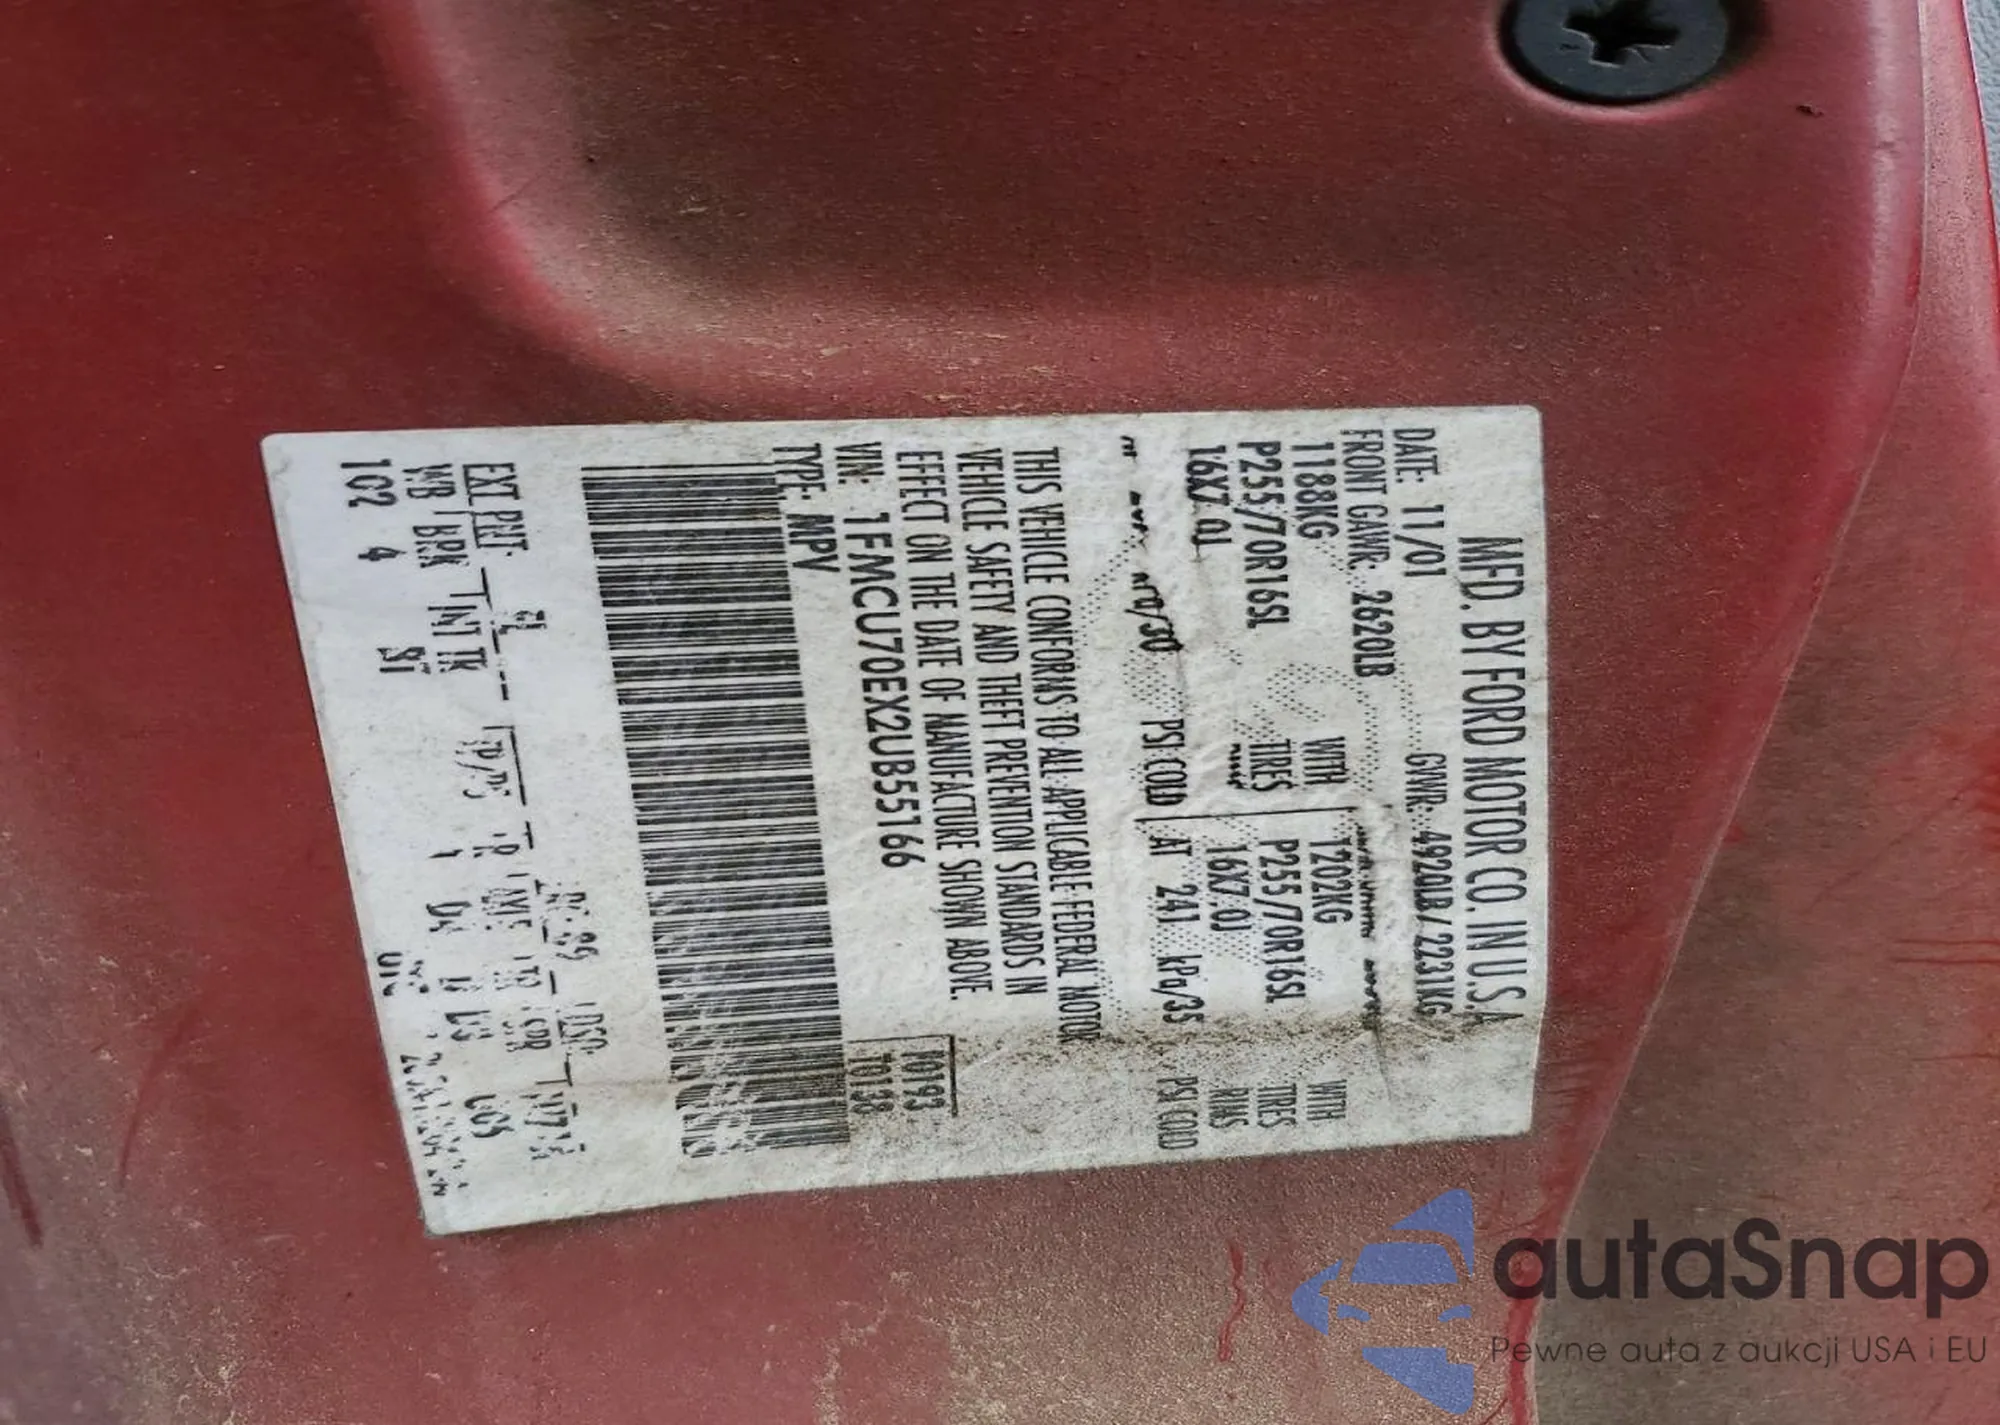 MFD. BY FORD MOTOR CO. IN U.S.A
DATE: 11/01 GVWR: 4920LB/ 2231KG
FRONT GAWR: 2620LB
1188KG WITH 1202KG WITH
P255/70R16SL TIRES P255/70R16SL TIRES
16X7.0J 16X7.0J RIMS
/30 PSI COLD AT 241 kPa/35 PSI COLD
THIS VEHICLE CONFORMS TO ALL APPLICABLE FEDERAL MOTOR
VEHICLE SAFETY AND THEFT PREVENTION STANDARDS IN
EFFECT ON THE DATE OF MANUFACTURE SHOWN ABOVE.
VIN: 1FMCU70EX2UB55166 F0193
TYPE: MPV T0138
EXT PNT:
WB BRK INT TR
102 4
autaSnap
Pewne auta z aukcji USA i EU